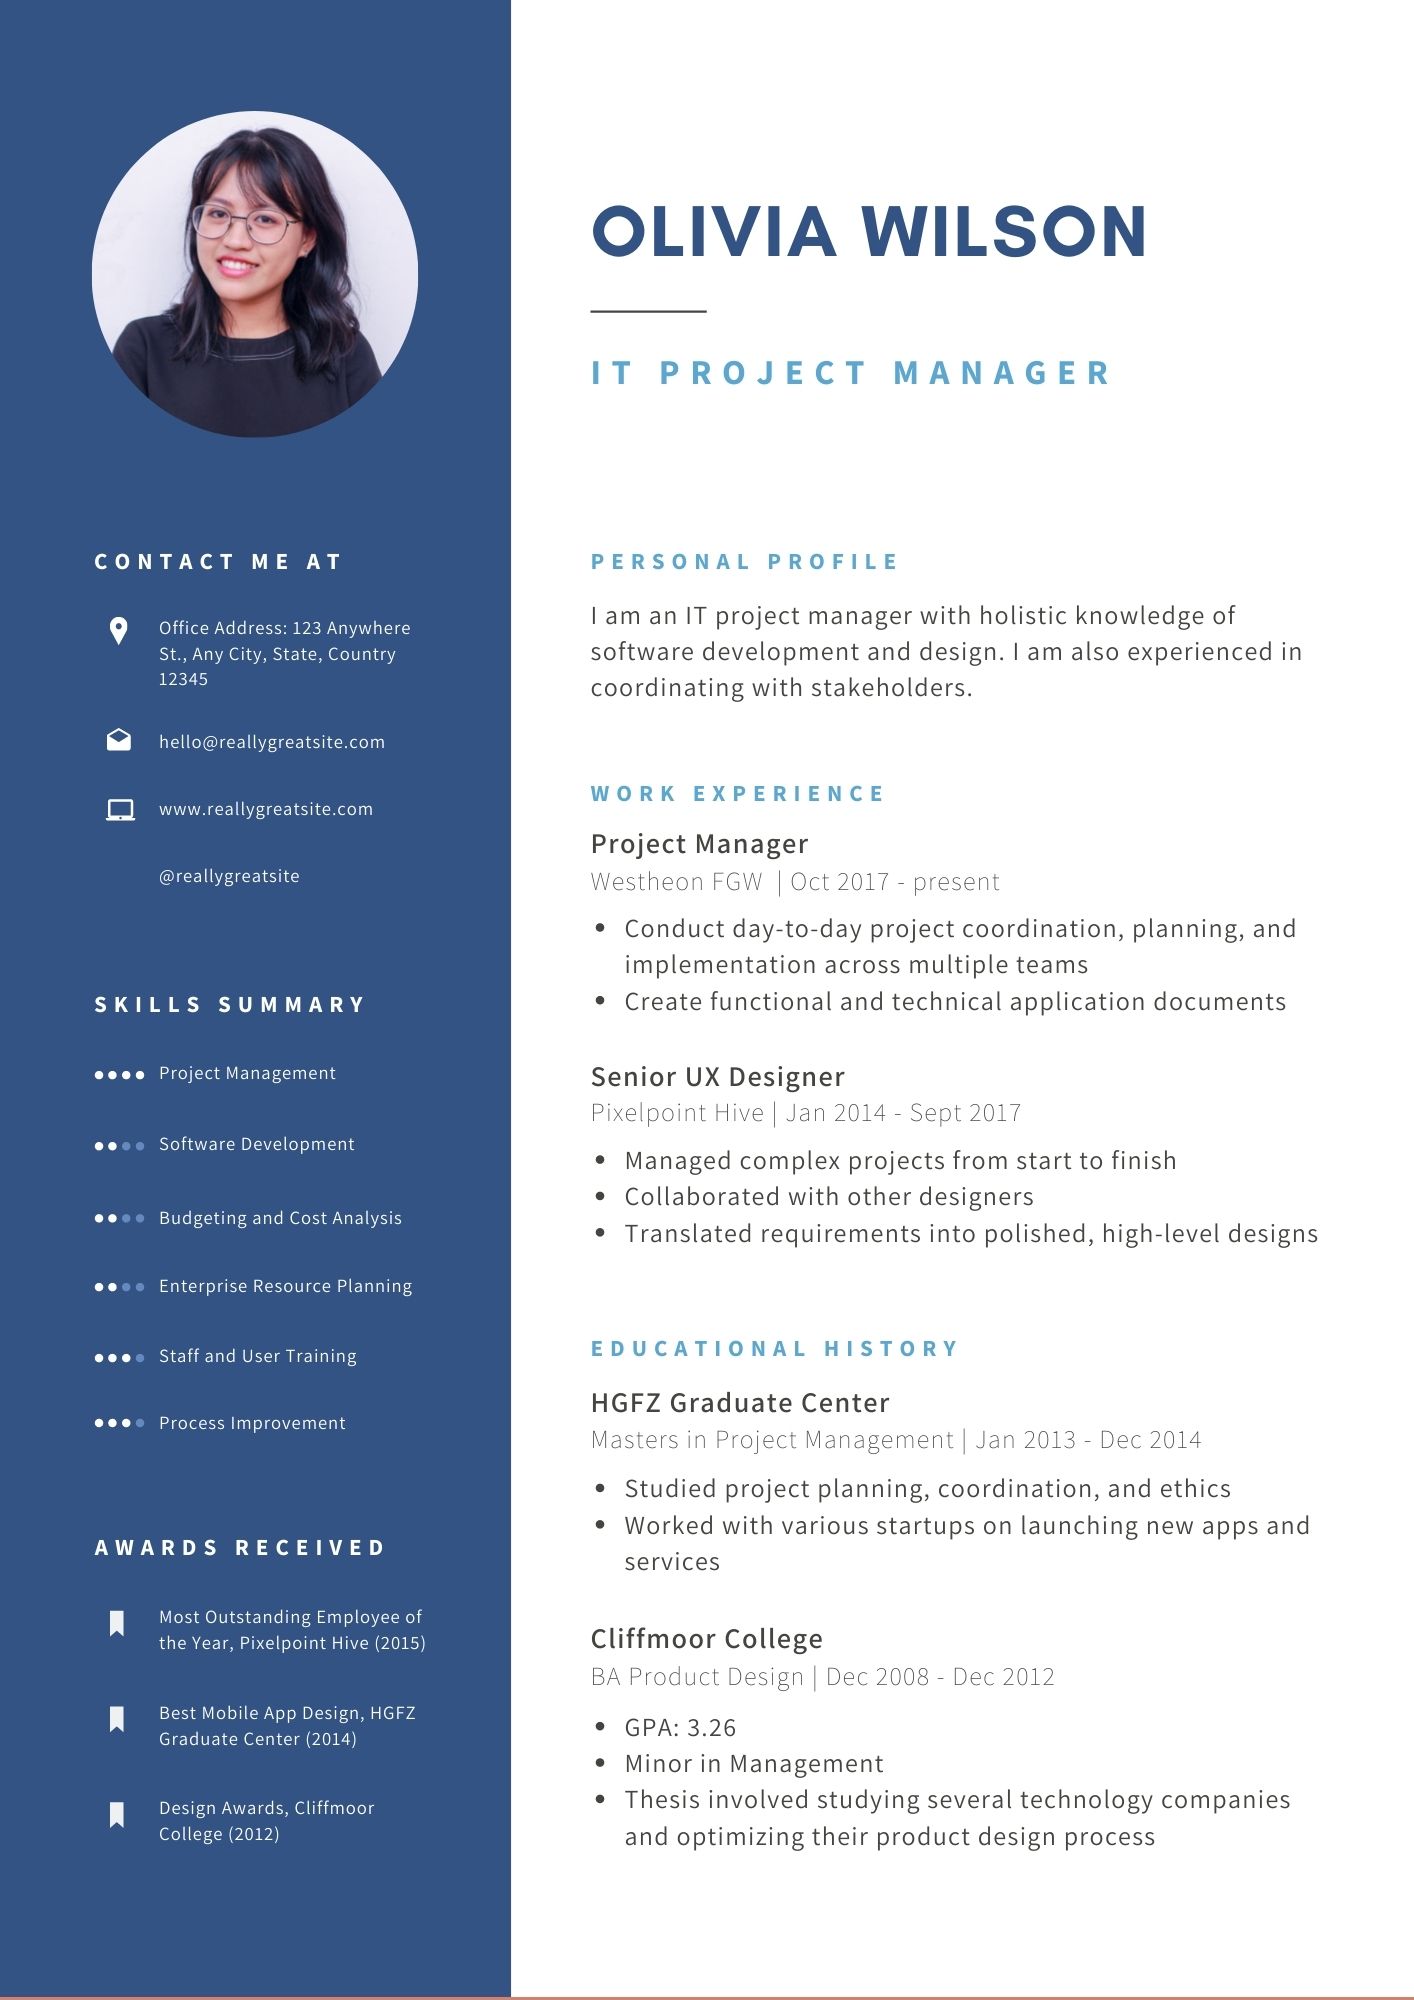 OLIVIA WILSON
IT PROJECT MANAGER
CONTACT ME AT
Office Address: 123 Anywhere
St., Any City, State, Country
12345
hello@reallygreatsite.com
www.reallygreatsite.com
@reallygreatsite
SKILLS SUMMARY
Project Management
Software Development
Budgeting and Cost Analysis
Enterprise Resource Planning
Staff and User Training
Process Improvement
AWARDS RECEIVED
Most Outstanding Employee of
the Year, Pixelpoint Hive (2015)
Best Mobile App Design, HGFZ
Graduate Center (2014)
Design Awards, Cliffmoor
College (2012)
PERSONAL PROFILE
I am an IT project manager with holistic knowledge of
software development and design. I am also experienced in
coordinating with stakeholders.
WORK EXPERIENCE
Project Manager
Westheon FGW | Oct 2017 - present
• Conduct day-to-day project coordination, planning, and
implementation across multiple teams
• Create functional and technical application documents
Senior UX Designer
Pixelpoint Hive | Jan 2014 - Sept 2017
• Managed complex projects from start to finish
• Collaborated with other designers
• Translated requirements into polished, high-level designs
EDUCATIONAL HISTORY
HGFZ Graduate Center
Masters in Project Management | Jan 2013 - Dec 2014
• Studied project planning, coordination, and ethics
• Worked with various startups on launching new apps and
services
Cliffmoor College
BA Product Design | Dec 2008 - Dec 2012
• GPA: 3.26
• Minor in Management
• Thesis involved studying several technology companies
and optimizing their product design process